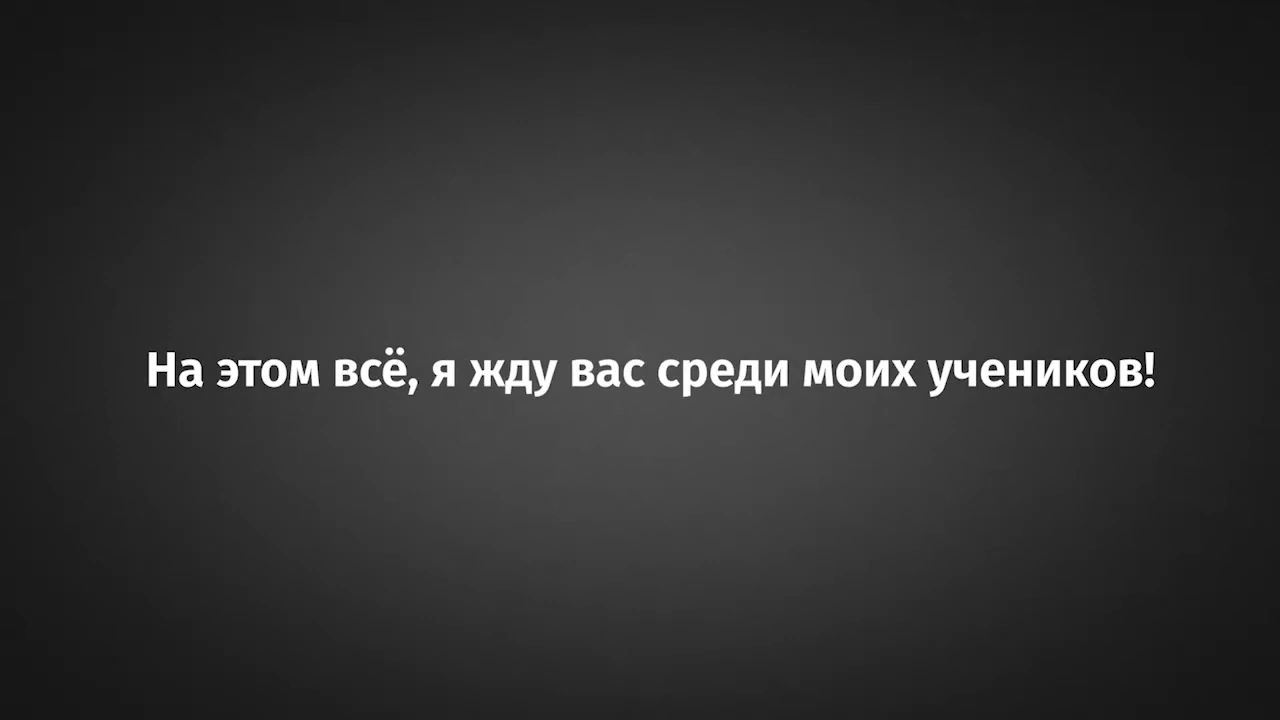 На этом всё, я жду вас среди моих учеников!